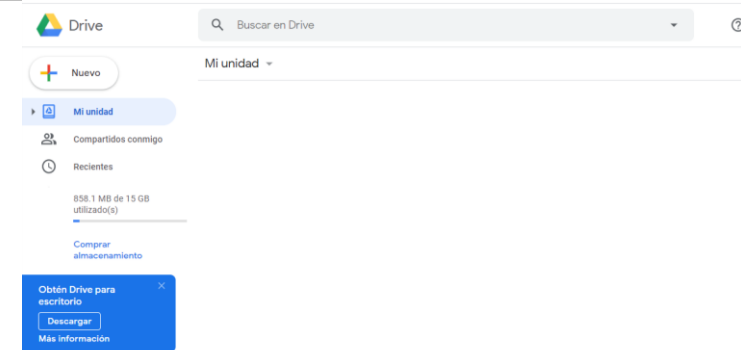 Drive
Buscar en Drive
Nuevo
Mi unidad
Mi unidad
Compartidos conmigo
Recientes
858.1 MB de 15 GB
utilizado(s)
Comprar
almacenamiento
Obtén Drive para
escritorio
Descargar
Más información